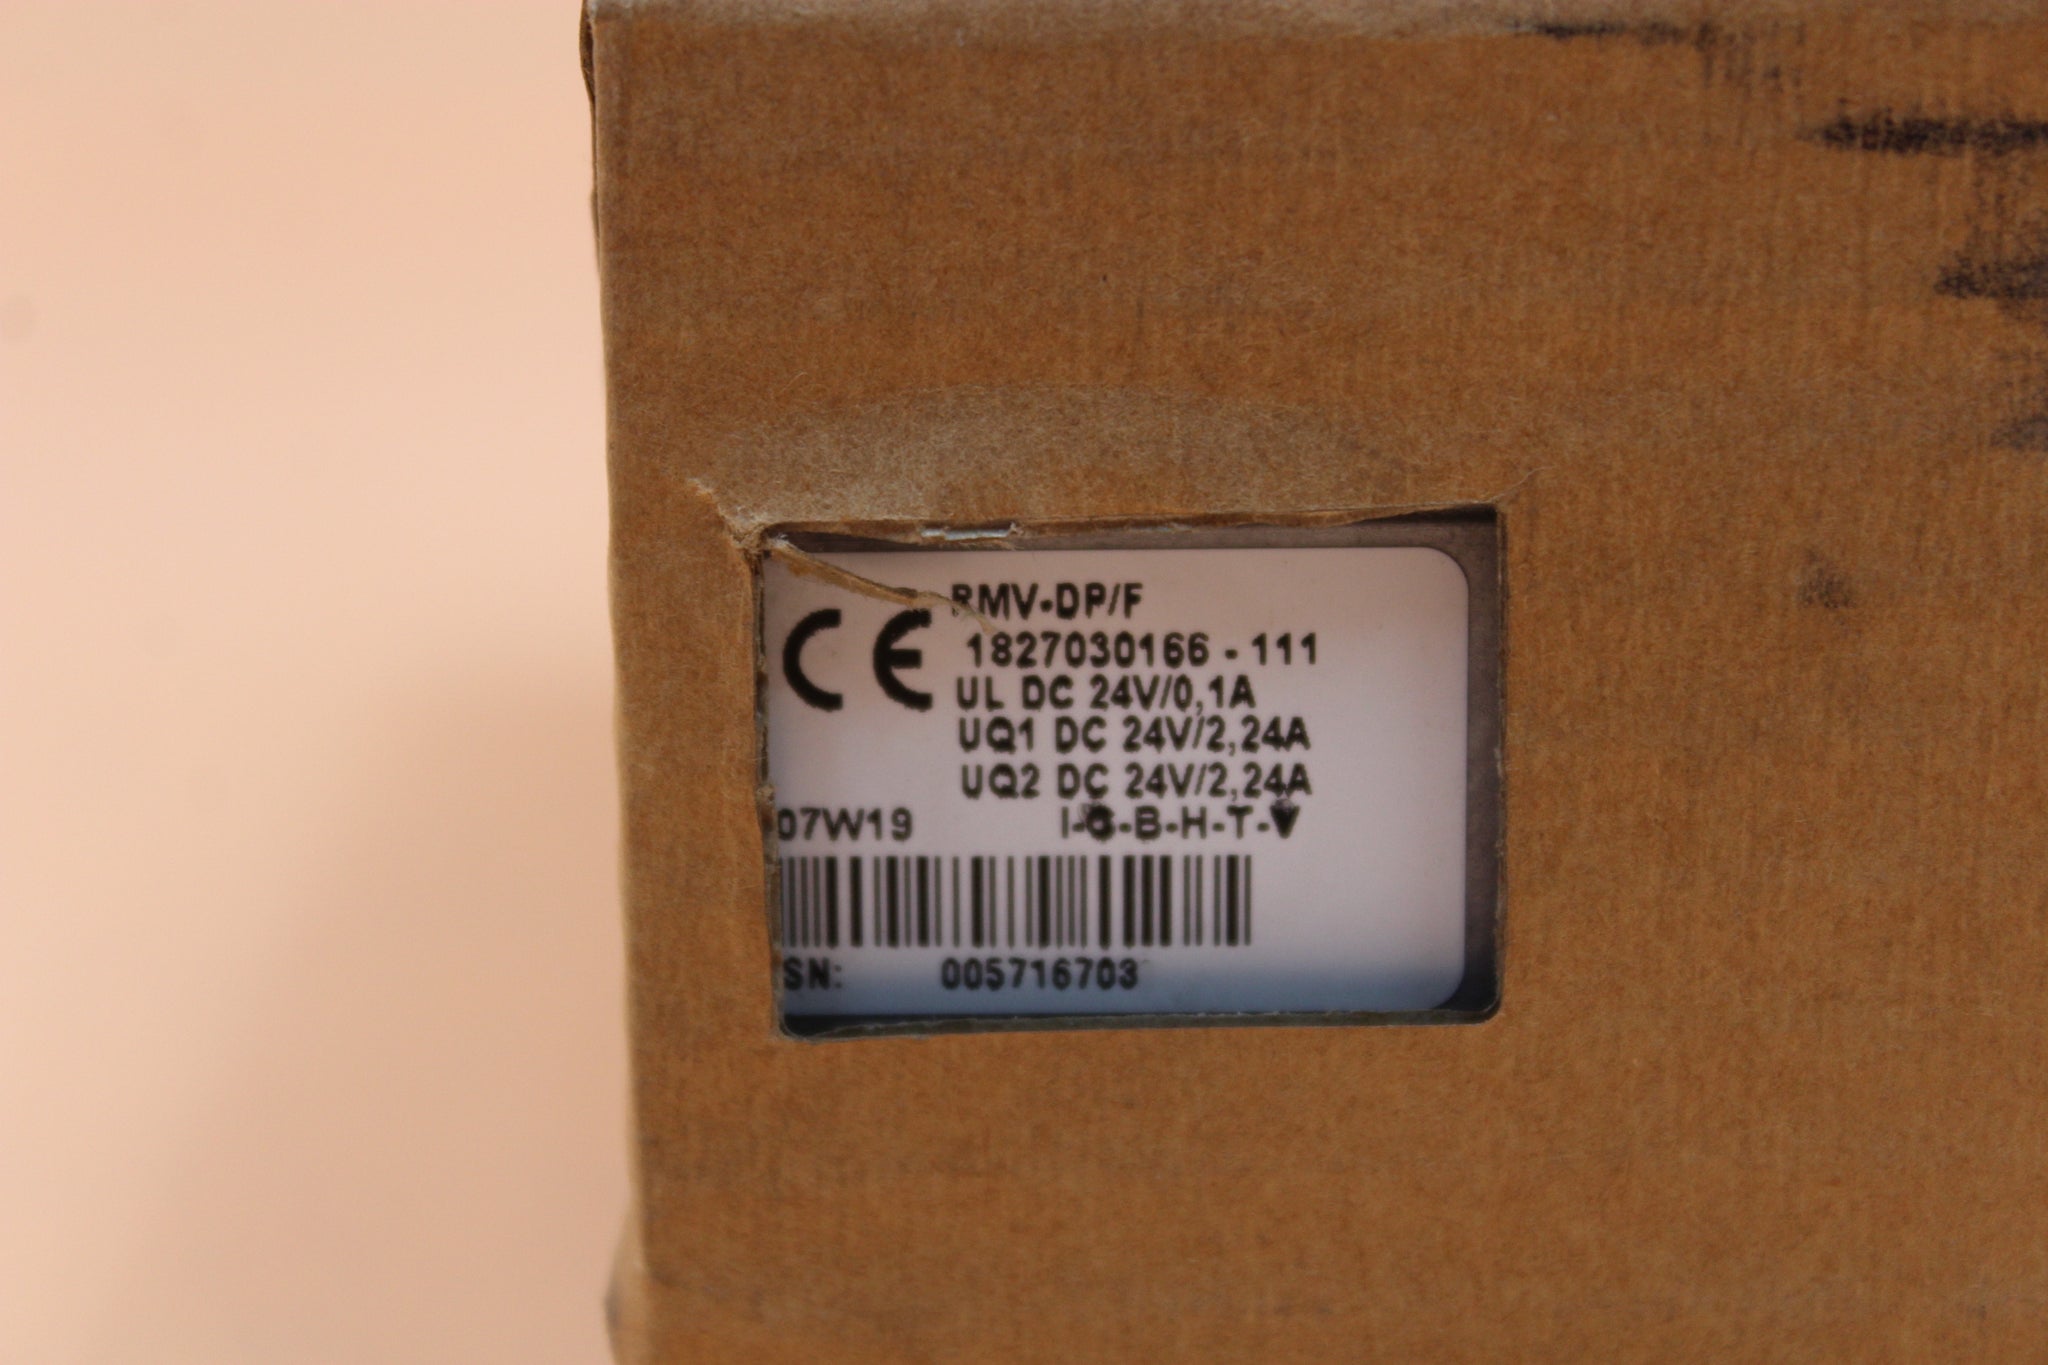 RMV-DP/F
CE
1827030166 - 111
UL DC 24V/0,1A
UQ1 DC 24V/2,24A
UQ2 DC 24V/2,24A
07W19 I-G-B-H-T-V
SN: 005716703